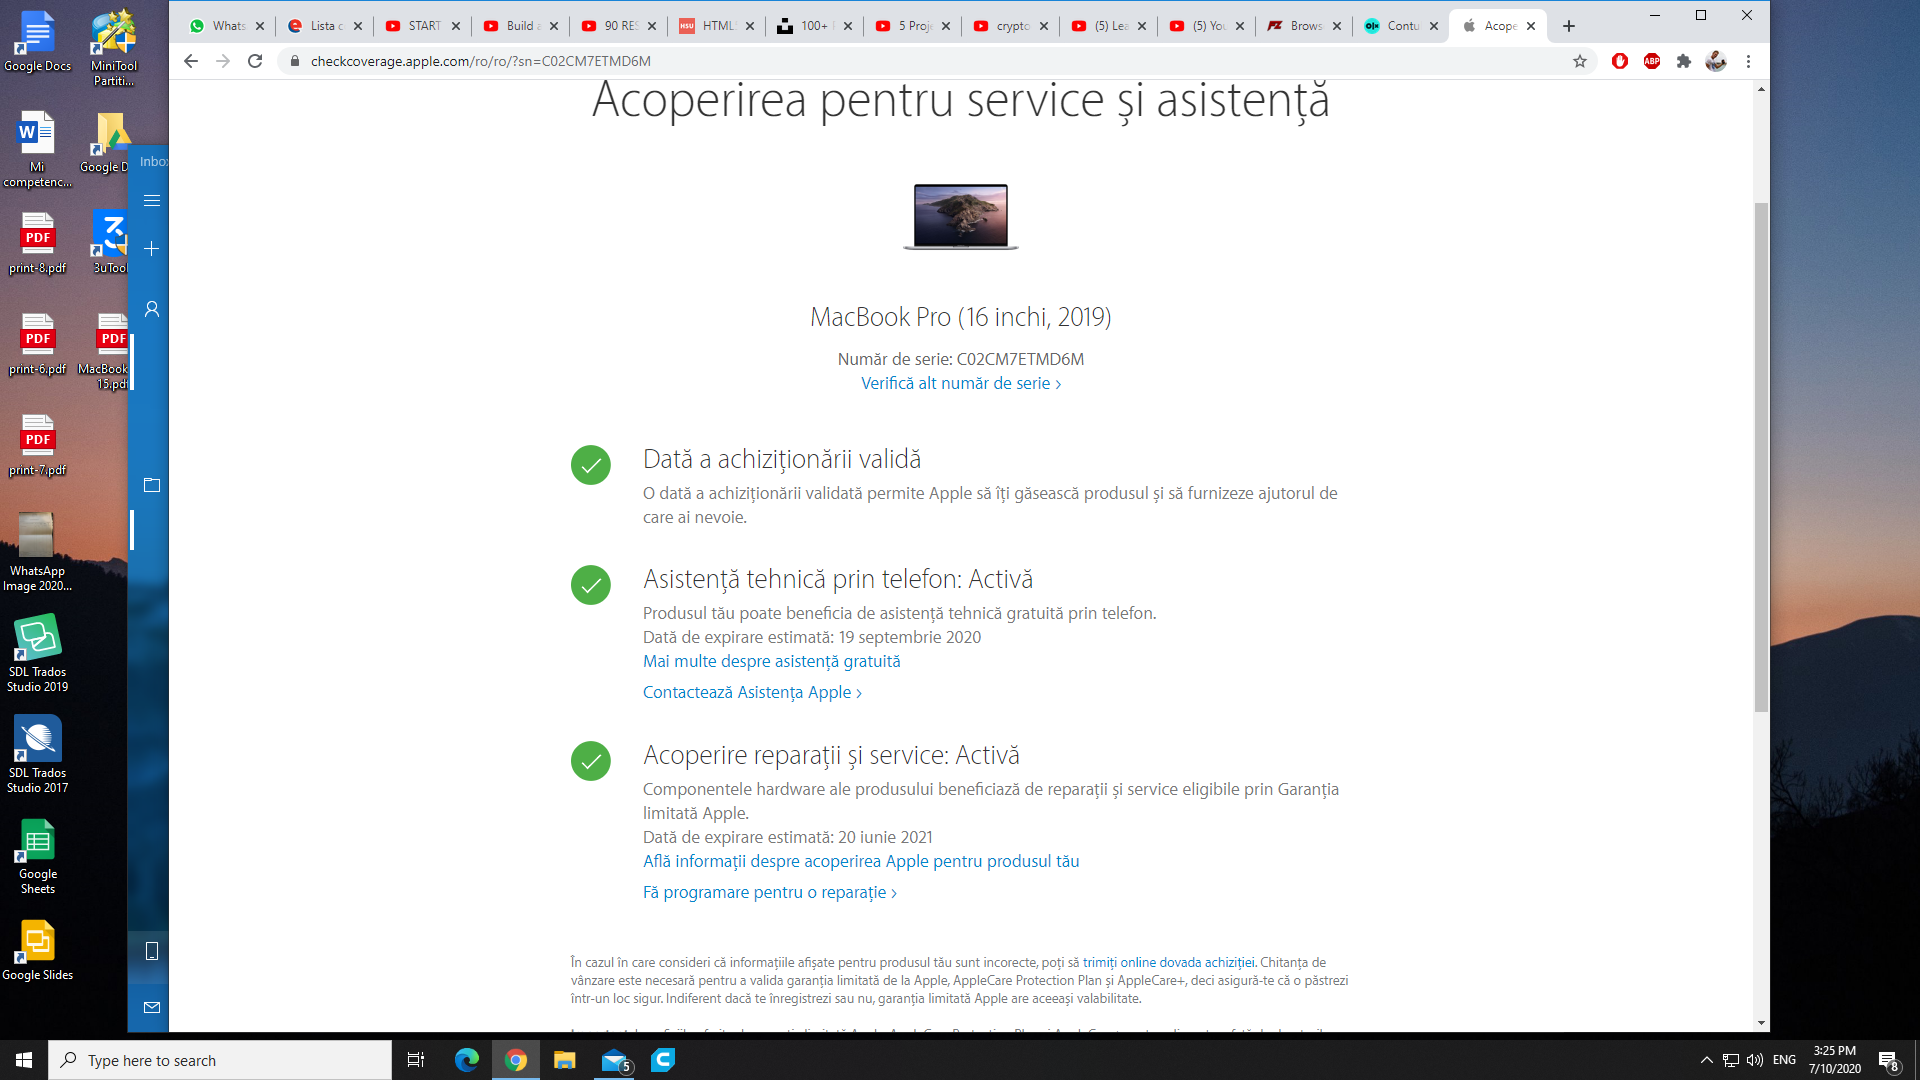 Whats
Lista c
START
Build a
90 RES
HTML
100+
5 Proje
crypto
(5) Lea
(5) You
Brows
Contu
Acope
checkcoverage.apple.com/ro/ro/?sn=C02CM7ETMD6M
ABP
Acoperirea pentru service și asistență
MacBook Pro (16 inchi, 2019)
Număr de serie: C02CM7ETMD6M
Verifică alt număr de serie
Dată a achiziționării validă
O dată a achiziționării validată permite Apple să îți găsească produsul și să furnizeze ajutorul de
care ai nevoie.
Asistență tehnică prin telefon: Activă
Produsul tău poate beneficia de asistență tehnică gratuită prin telefon.
Dată de expirare estimată: 19 septembrie 2020
Mai multe despre asistență gratuită
Contactează Asistența Apple
Acoperire reparații și service: Activă
Componentele hardware ale produsului beneficiază de reparații și service eligibile prin Garanția
limitată Apple.
Dată de expirare estimată: 20 iunie 2021
Află informații despre acoperirea Apple pentru produsul tău
Fă programare pentru o reparație
În cazul în care consideri că informațiile afișate pentru produsul tău sunt incorecte, poți să trimiți online dovada achiziției. Chitanța de
vânzare este necesară pentru a valida garanția limitată de la Apple, AppleCare Protection Plan și AppleCare+, deci asigură-te că o păstrezi
într-un loc sigur. Indiferent dacă te înregistrezi sau nu, garanția limitată Apple are aceeași valabilitate.
Google Docs
MiniTool
Partiti...
Mi
competenc...
Google D
Inbox
print-8.pdf
3uTool
print-6.pdf
MacBook
15.pdf
print-7.pdf
WhatsApp
Image 2020...
SDL Trados
Studio 2019
SDL Trados
Studio 2017
Google
Sheets
Google Slides
Type here to search
5
ENG
3:25 PM
7/10/2020
8